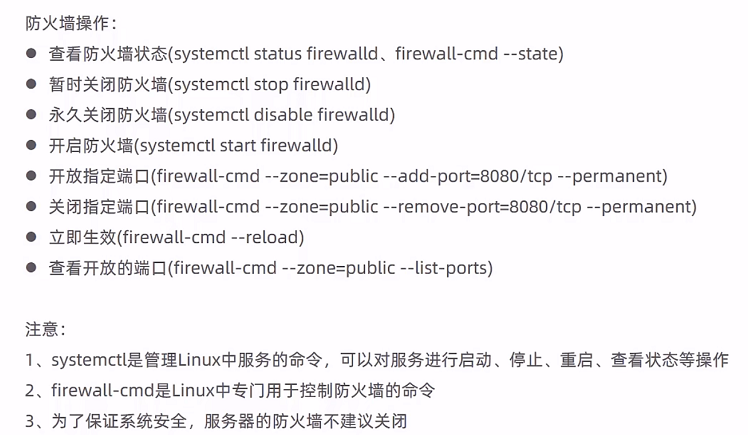 防火墙操作：
● 查看防火墙状态(systemctl status firewalld、firewall-cmd --state)
● 暂时关闭防火墙(systemctl stop firewalld)
● 永久关闭防火墙(systemctl disable firewalld)
● 开启防火墙(systemctl start firewalld)
● 开放指定端口(firewall-cmd --zone=public --add-port=8080/tcp --permanent)
● 关闭指定端口(firewall-cmd --zone=public --remove-port=8080/tcp --permanent)
● 立即生效(firewall-cmd --reload)
● 查看开放的端口(firewall-cmd --zone=public --list-ports)
注意：
1、systemctl是管理Linux中服务的命令，可以对服务进行启动、停止、重启、查看状态等操作
2、firewall-cmd是Linux中专门用于控制防火墙的命令
3、为了保证系统安全，服务器的防火墙不建议关闭